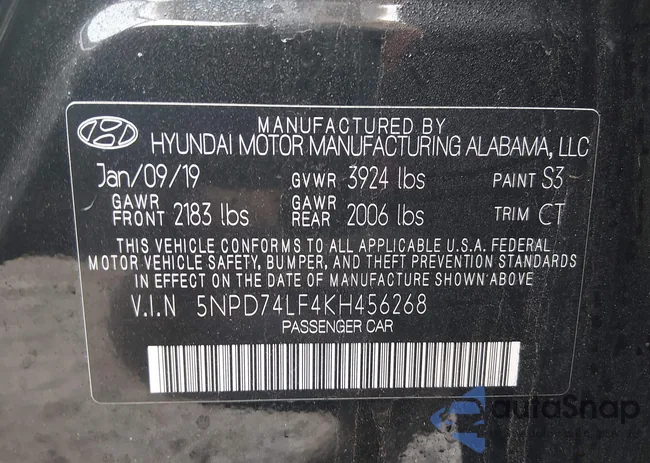 MANUFACTURED BY
HYUNDAI MOTOR MANUFACTURING ALABAMA, LLC
Jan/09/19 GVWR 3924 lbs PAINT S3
GAWR FRONT 2183 lbs GAWR REAR 2006 lbs TRIM CT
THIS VEHICLE CONFORMS TO ALL APPLICABLE U.S.A. FEDERAL
MOTOR VEHICLE SAFETY, BUMPER, AND THEFT PREVENTION STANDARDS
IN EFFECT ON THE DATE OF MANUFACTURE SHOWN ABOVE
V.I.N 5NPD74LF4KH456268
PASSENGER CAR
autoSnap